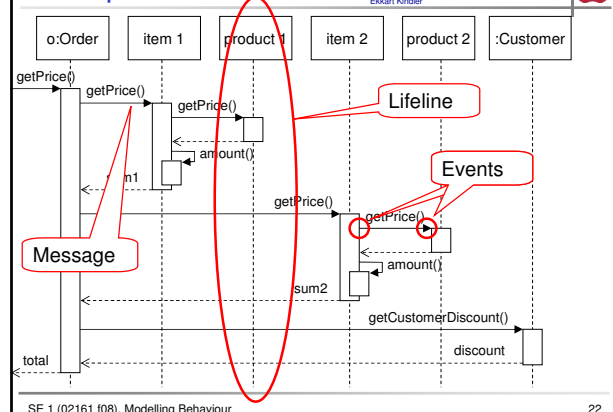 Ekkart Kindler
o:Order
item 1
product 1
item 2
product 2
:Customer
getPrice()
getPrice()
getPrice()
Lifeline
amount()
Events
sum1
getPrice()
getPrice()
Message
amount()
sum2
getCustomerDiscount()
discount
total
SE 1 (02161 f08), Modelling Behaviour
22